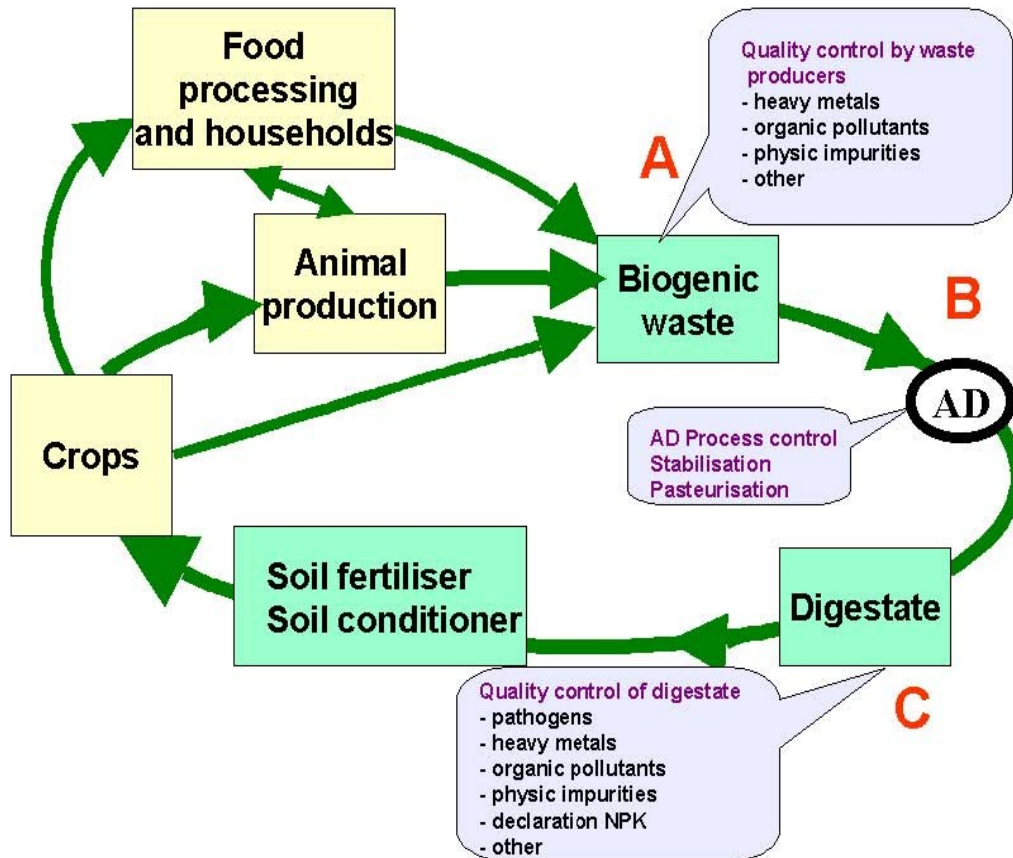 Food
processing
and households
Quality control by waste
producers
- heavy metals
- organic pollutants
- physic impurities
- other
A
Animal
production
Biogenic
waste
B
AD
AD Process control
Stabilisation
Pasteurisation
Crops
Soil fertiliser
Soil conditioner
Digestate
C
Quality control of digestate
- pathogens
- heavy metals
- organic pollutants
- physic impurities
- declaration NPK
- other